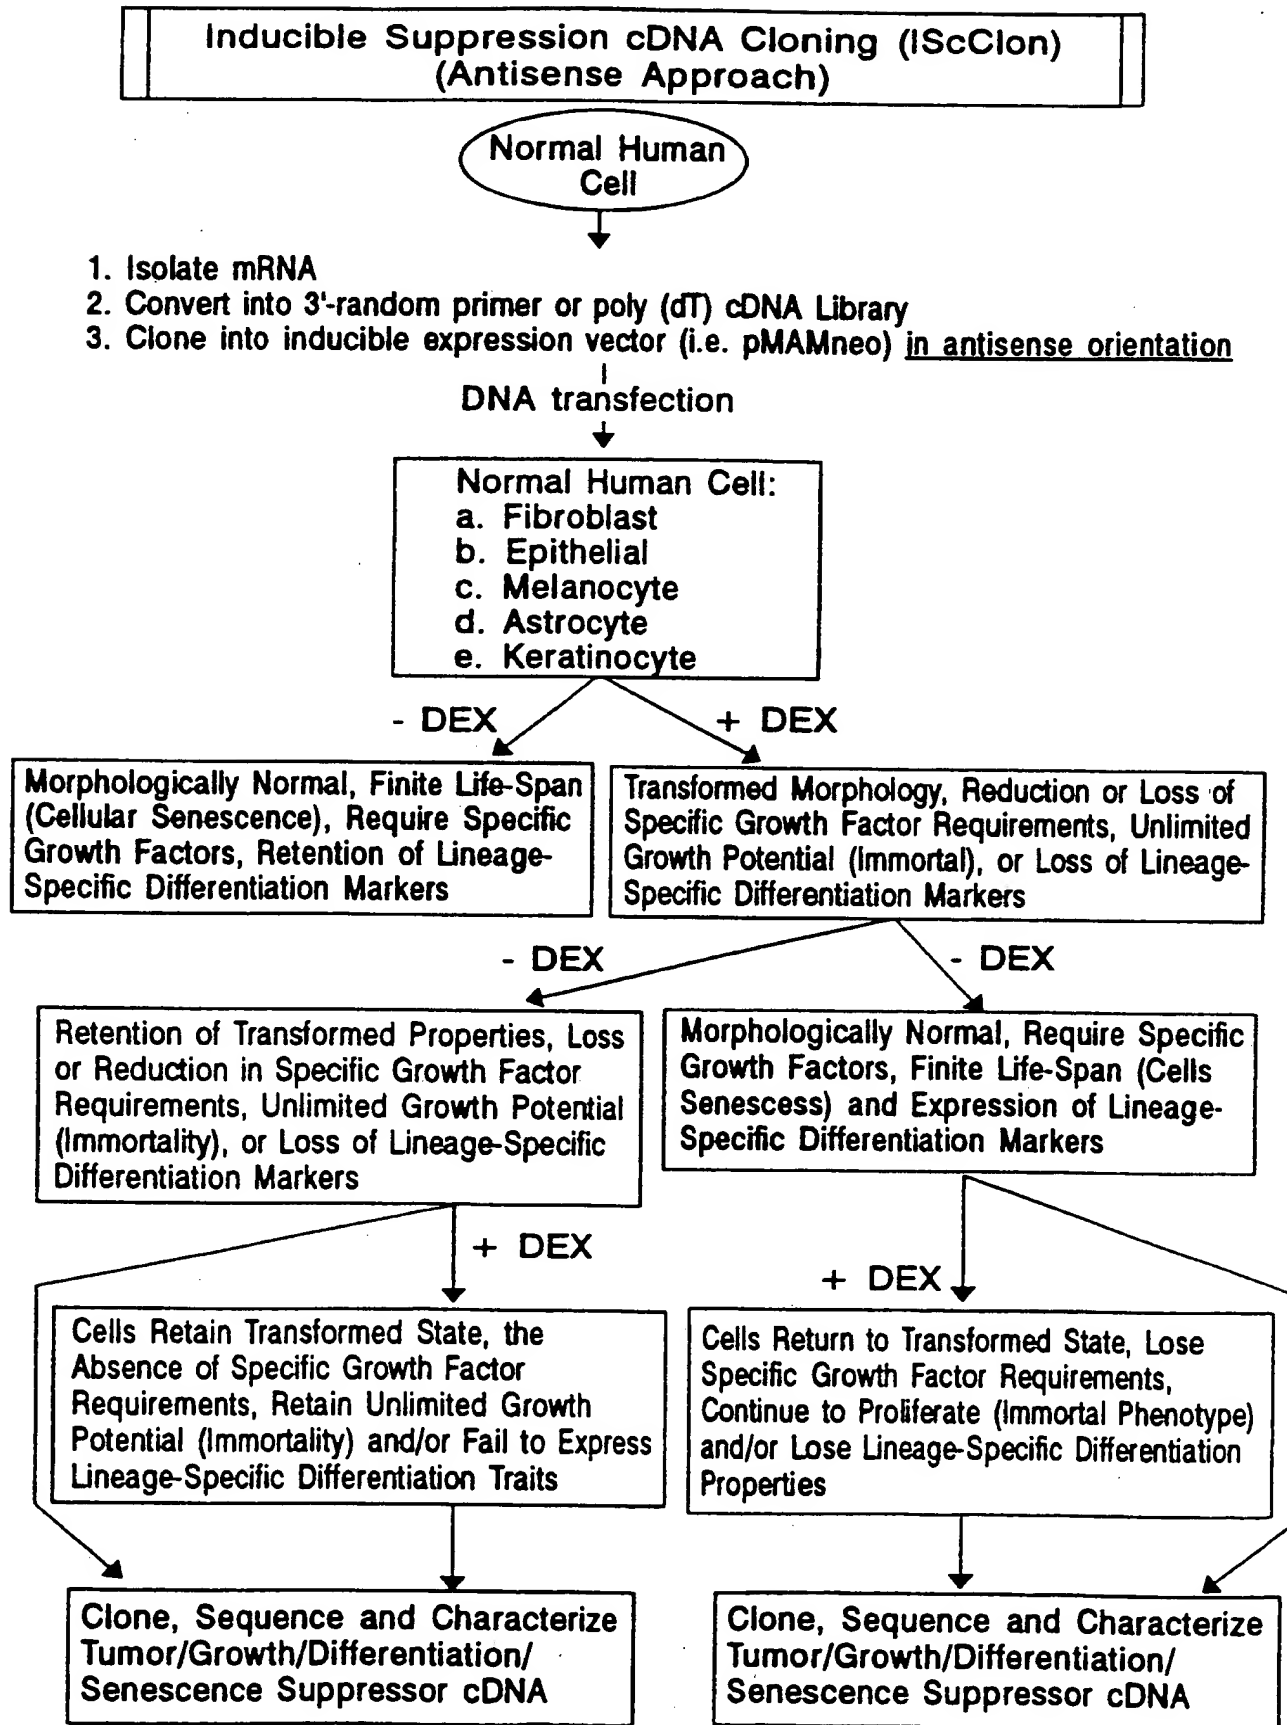 Inducible Suppression cDNA Cloning (IScClon)
(Antisense Approach)
Normal Human
Cell
1. Isolate mRNA
2. Convert into 3'-random primer or poly (dT) cDNA Library
3. Clone into inducible expression vector (i.e. pMAMneo) in antisense orientation
DNA transfection
Normal Human Cell:
a. Fibroblast
b. Epithelial
c. Melanocyte
d. Astrocyte
e. Keratinocyte
- DEX
+ DEX
Morphologically Normal, Finite Life-Span
(Cellular Senescence), Require Specific
Growth Factors, Retention of Lineage-
Specific Differentiation Markers
Transformed Morphology, Reduction or Loss of
Specific Growth Factor Requirements, Unlimited
Growth Potential (Immortal), or Loss of Lineage-
Specific Differentiation Markers
- DEX
- DEX
Retention of Transformed Properties, Loss
or Reduction in Specific Growth Factor
Requirements, Unlimited Growth Potential
(Immortality), or Loss of Lineage-Specific
Differentiation Markers
Morphologically Normal, Require Specific
Growth Factors, Finite Life-Span (Cells
Senescess) and Expression of Lineage-
Specific Differentiation Markers
+ DEX
+ DEX
Cells Retain Transformed State, the
Absence of Specific Growth Factor
Requirements, Retain Unlimited Growth
Potential (Immortality) and/or Fail to Express
Lineage-Specific Differentiation Traits
Cells Return to Transformed State, Lose
Specific Growth Factor Requirements,
Continue to Proliferate (Immortal Phenotype)
and/or Lose Lineage-Specific Differentiation
Properties
Clone, Sequence and Characterize
Tumor/Growth/Differentiation/
Senescence Suppressor cDNA
Clone, Sequence and Characterize
Tumor/Growth/Differentiation/
Senescence Suppressor cDNA